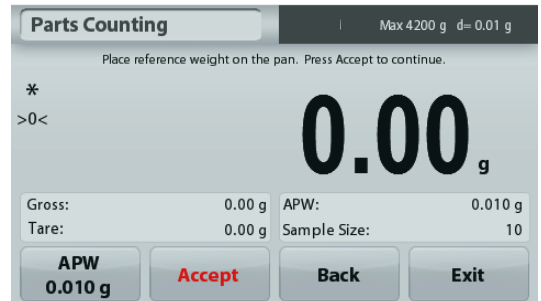 Parts Counting
Max 4200 g d= 0.01 g
Place reference weight on the pan. Press Accept to continue.
*
>0<
0.00 g
Gross: 0.00 g APW: 0.010 g
Tare: 0.00 g Sample Size: 10
APW
0.010 g
Accept Back Exit